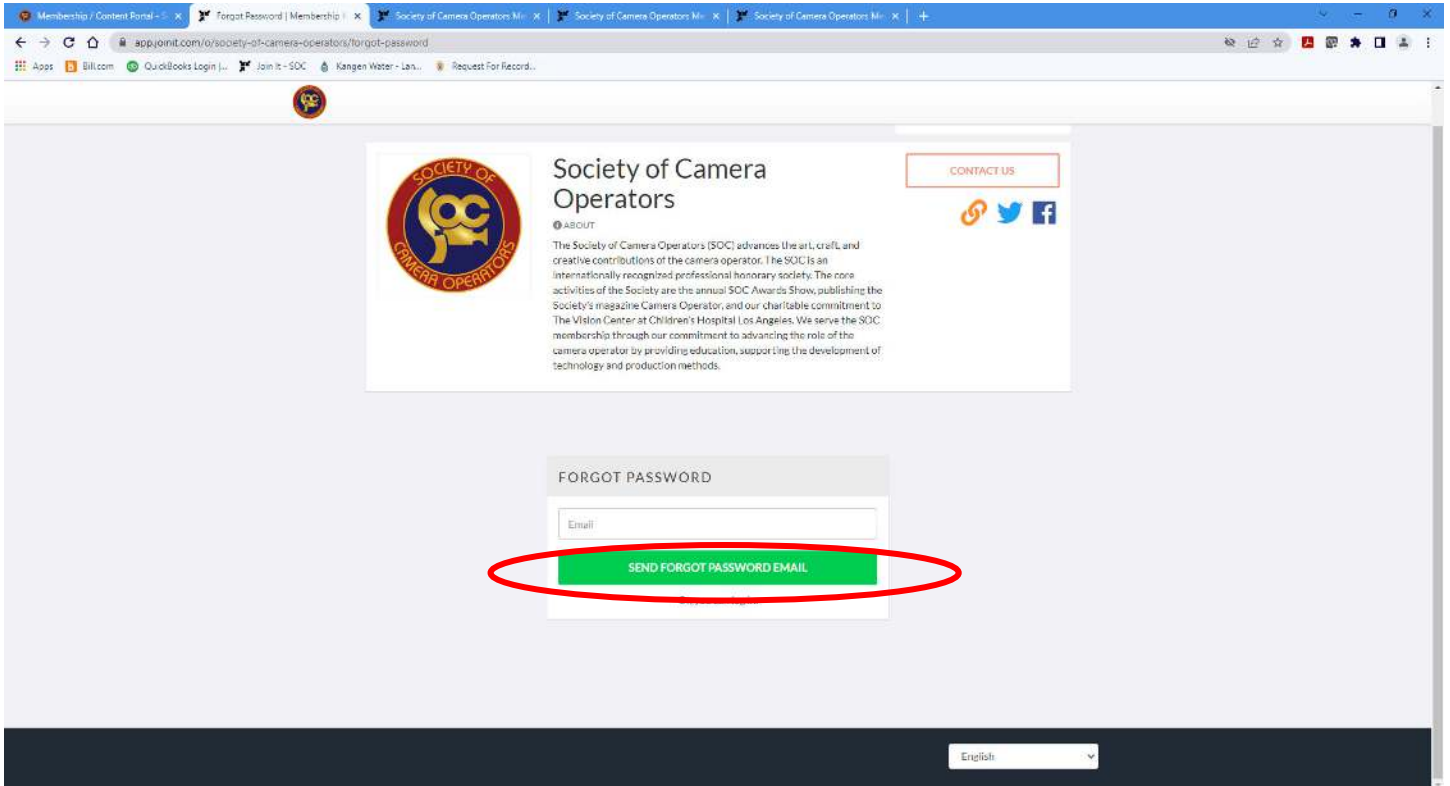 Membership / Content Portal - S
Forgot Password | Membership
Society of Camera Operators Me
Society of Camera Operators Me
Society of Camera Operators Me
app.joinit.com/o/society-of-camera-operators/forgot-password
Apps
Bill.com
QuickBooks Login |...
Join It - SOC
Kangen Water - Lan...
Request For Record...
SOCIETY OF
SOC
CAMERA OPERATORS
Society of Camera
Operators
ABOUT
The Society of Camera Operators (SOC) advances the art, craft, and
creative contributions of the camera operator. The SOC is an
internationally recognized professional honorary society. The core
activities of the Society are the annual SOC Awards Show, publishing the
Society's magazine Camera Operator, and our charitable commitment to
The Vision Center at Children's Hospital Los Angeles. We serve the SOC
membership through our commitment to advancing the role of the
camera operator by providing education, supporting the development of
technology and production methods.
CONTACT US
FORGOT PASSWORD
Email
SEND FORGOT PASSWORD EMAIL
English